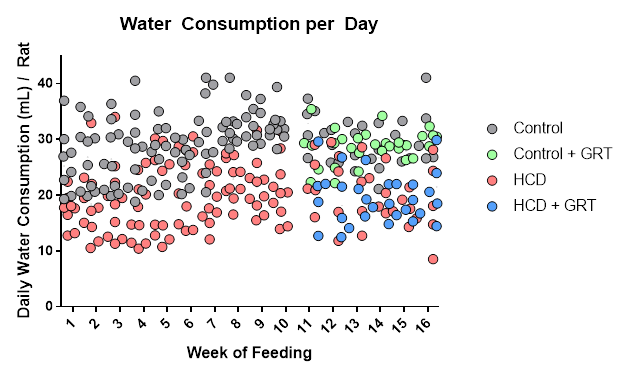 Water Consumption per Day
Daily Water Consumption (mL) / Rat
40
30
20
10
0
1 2 3 4 5 6 7 8 9 10 11 12 13 14 15 16
Week of Feeding
Control
Control + GRT
HCD
HCD + GRT